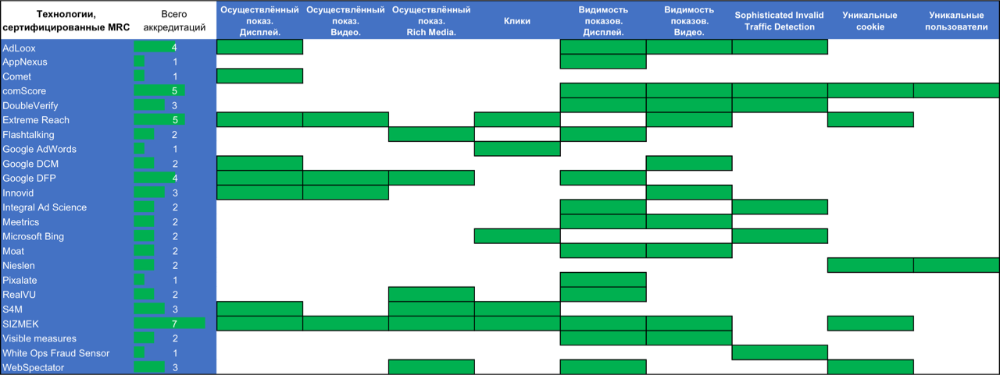 Технологии, сертифицированные MRC
Всего аккредитаций
Осуществлённый показ. Дисплей.
Осуществлённый показ. Видео.
Осуществлённый показ. Rich Media.
Клики
Видимость показов. Дисплей.
Видимость показов. Видео.
Sophisticated Invalid Traffic Detection
Уникальные cookie
Уникальные пользователи
AdLoox 4
AppNexus 1
Comet 1
comScore 5
DoubleVerify 3
Extreme Reach 5
Flashtalking 2
Google AdWords 1
Google DCM 2
Google DFP 4
Innovid 3
Integral Ad Science 2
Meetrics 2
Microsoft Bing 2
Moat 2
Nieslen 2
Pixalate 1
RealVU 2
S4M 3
SIZMEK 7
Visible measures 2
White Ops Fraud Sensor 1
WebSpectator 3